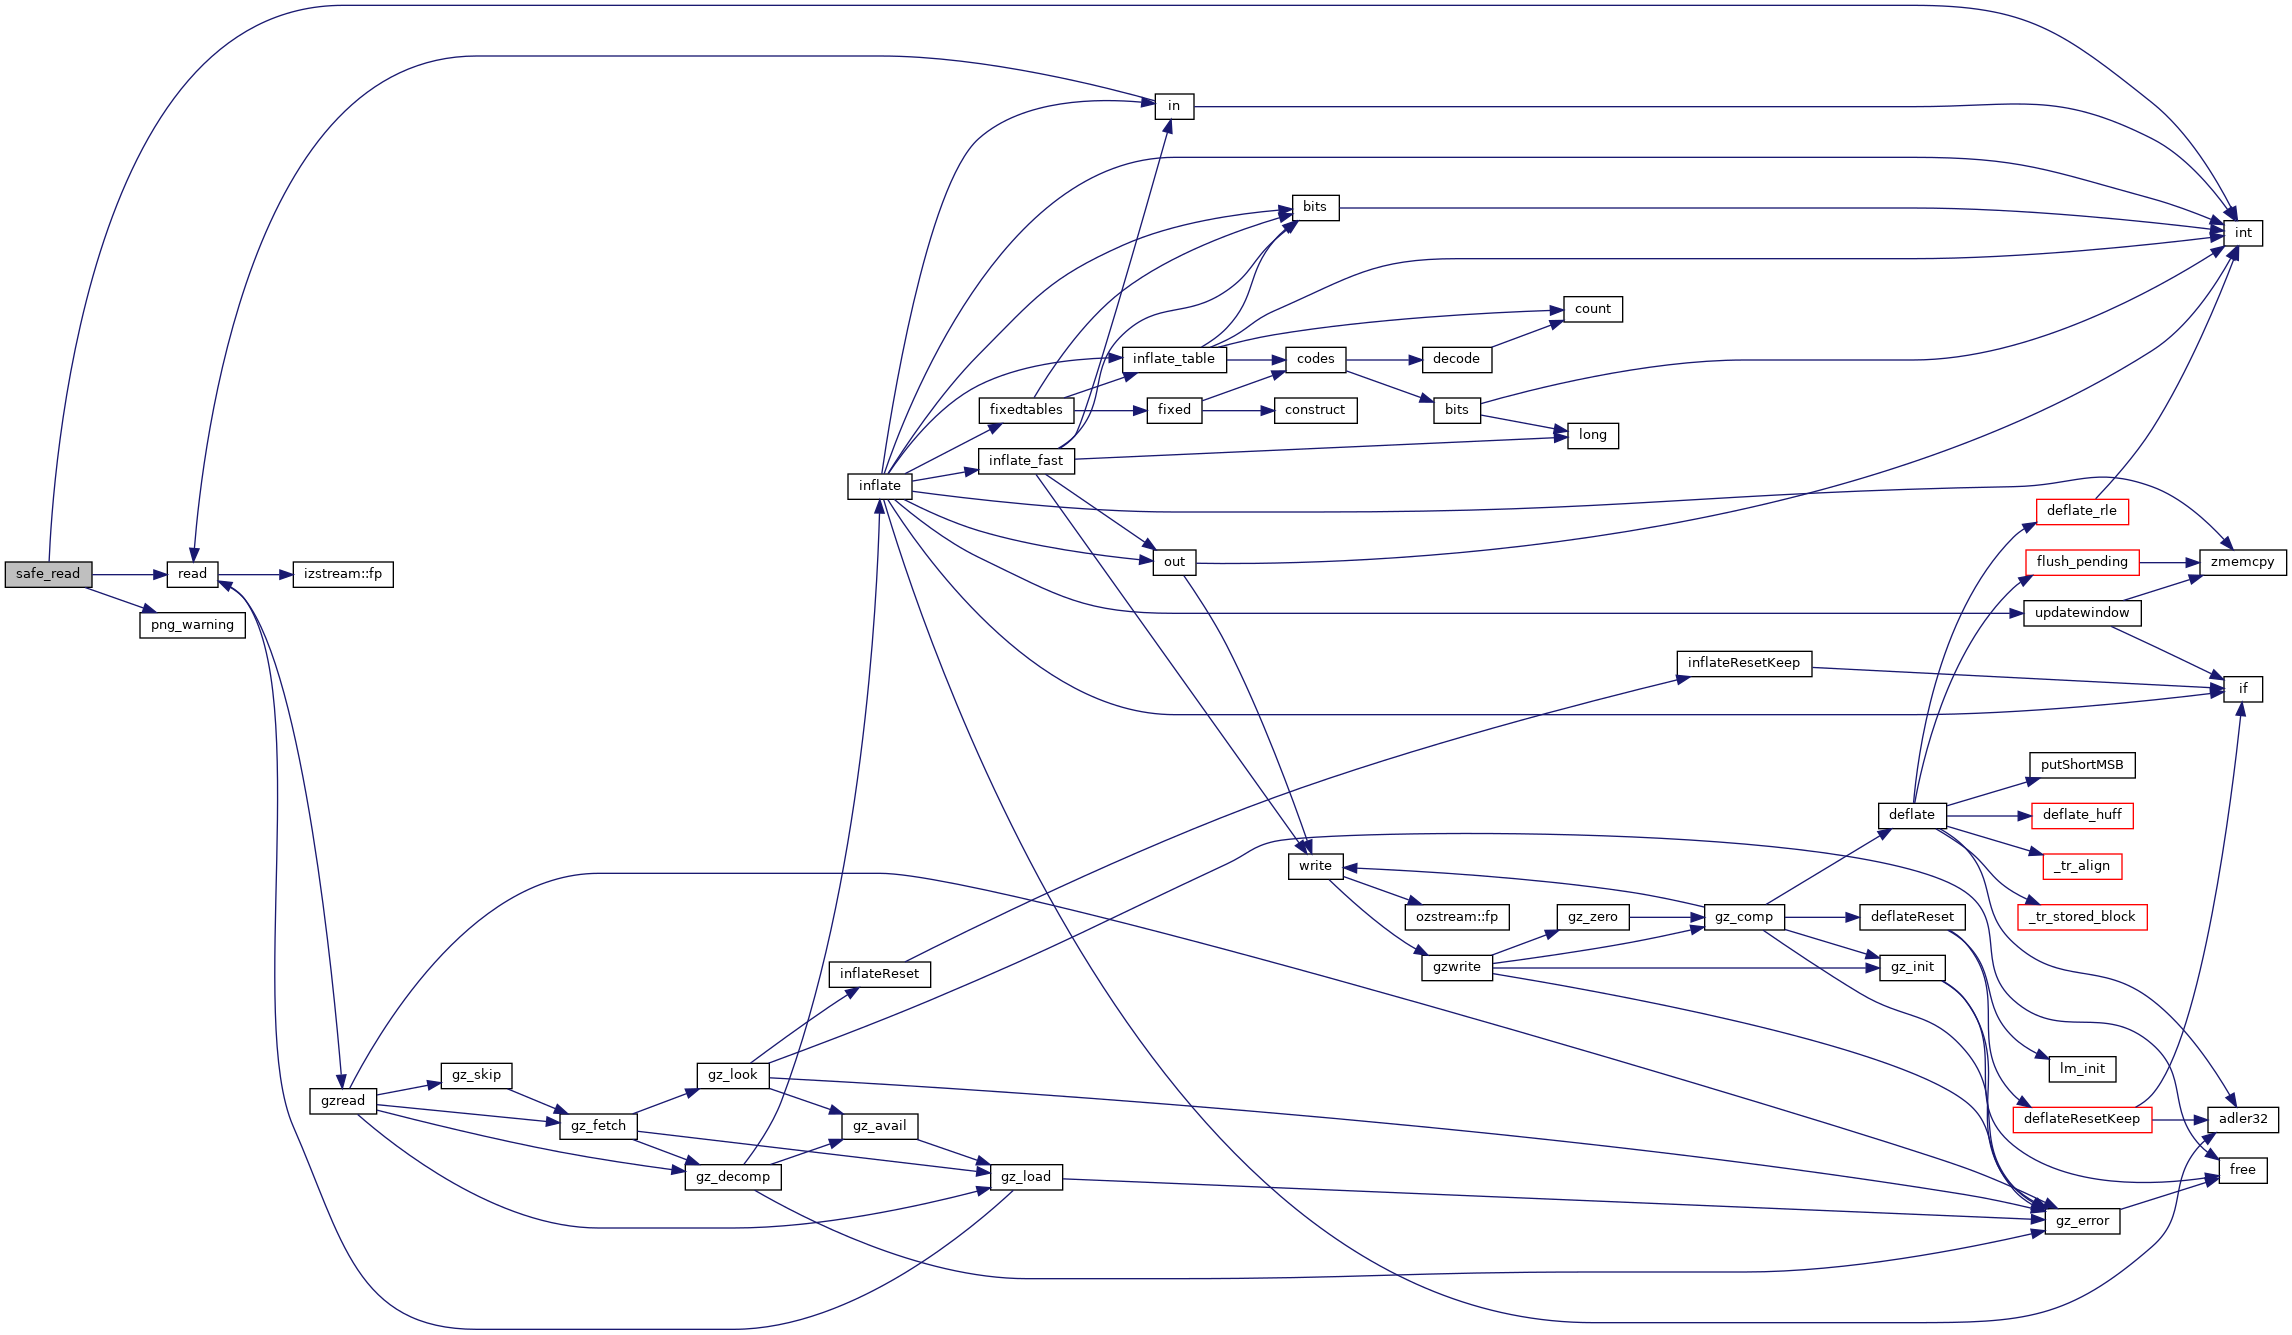 safe_read
read
izstream::fp
png_warning
in
bits
int
count
inflate_table
codes
decode
fixedtables
fixed
construct
bits
long
inflate_fast
inflate
out
deflate_rle
flush_pending
zmemcpy
updatewindow
inflateResetKeep
if
putShortMSB
deflate
deflate_huff
_tr_align
write
_tr_stored_block
ozstream::fp
gz_zero
gz_comp
deflateReset
gzwrite
gz_init
inflateReset
lm_init
gz_look
gz_skip
gzread
gz_fetch
gz_avail
deflateResetKeep
adler32
gz_decomp
gz_load
free
gz_error